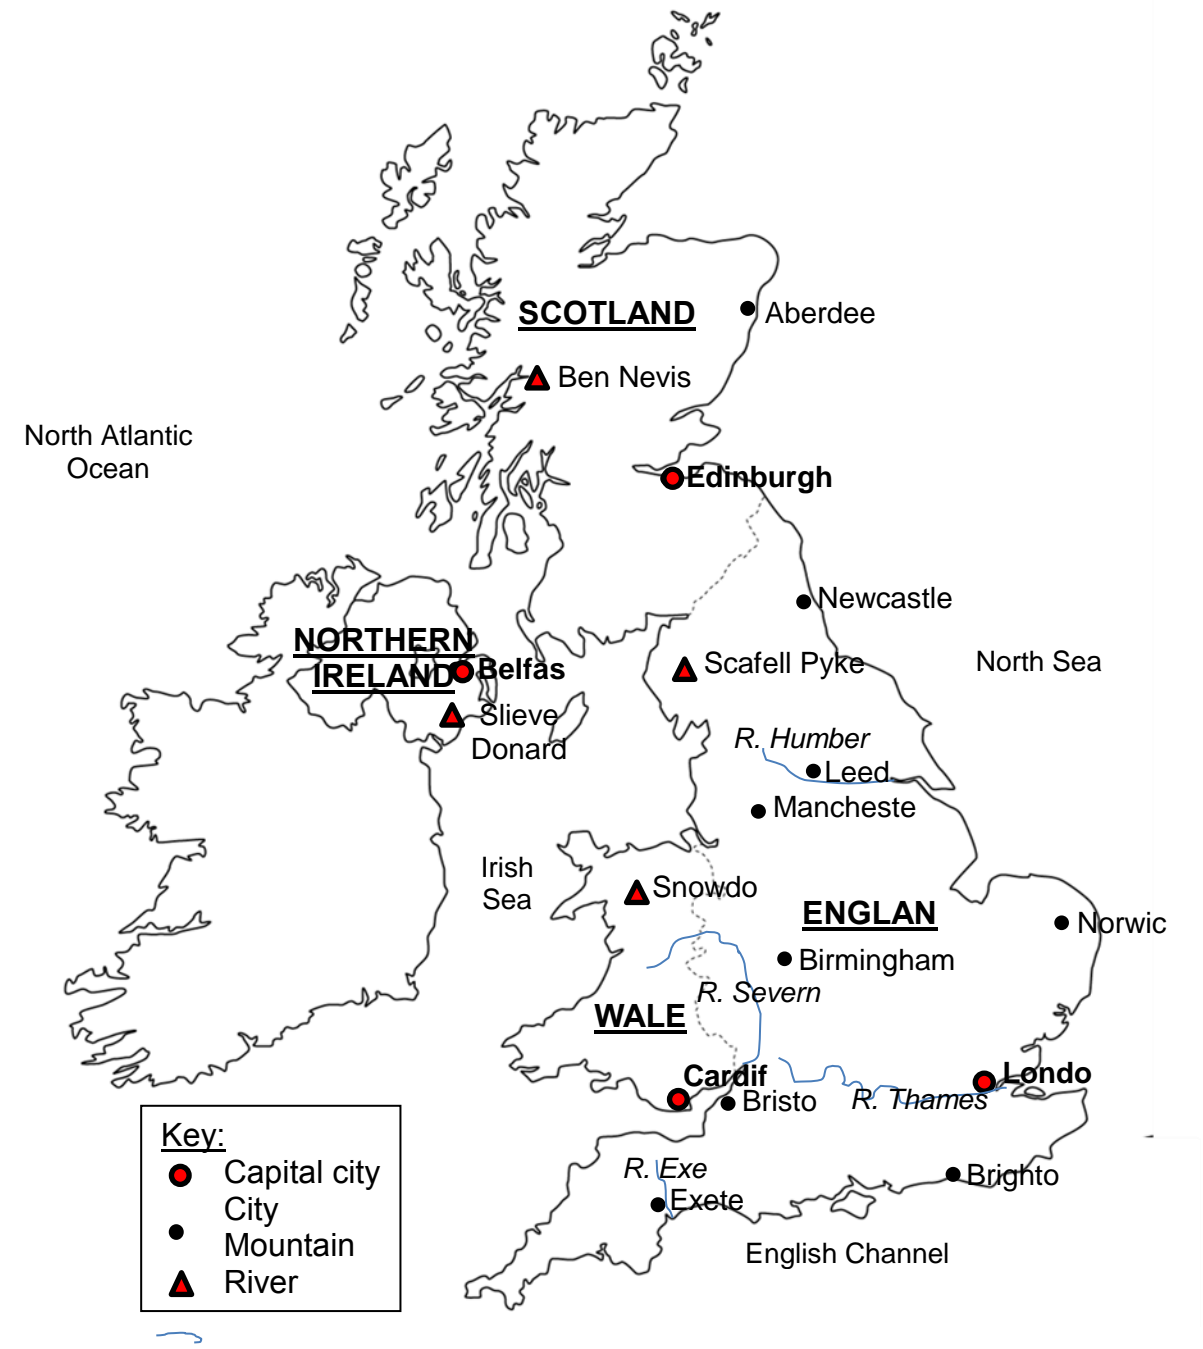 SCOTLAND
Aberdee
Ben Nevis
North Atlantic
Ocean
Edinburgh
Newcastle
NORTHERN
IRELAND
Belfas
Scafell Pyke
North Sea
Slieve
Donard
R. Humber
Leed
Mancheste
Irish
Sea
Snowdo
ENGLAN
Norwic
Birmingham
R. Severn
WALE
Cardif
Londo
Bristo
R. Thames
Key:
Capital city
City
Mountain
River
R. Exe
Exete
Brighto
English Channel